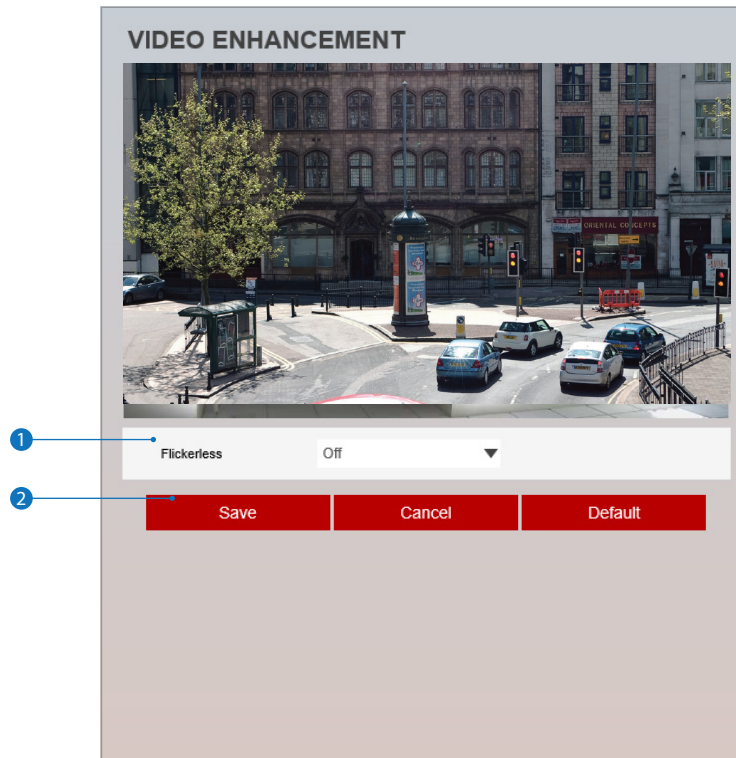 VIDEO ENHANCEMENT
ORIENTAL CONCEPTS
1
Flickerless
Off
2
Save
Cancel
Default